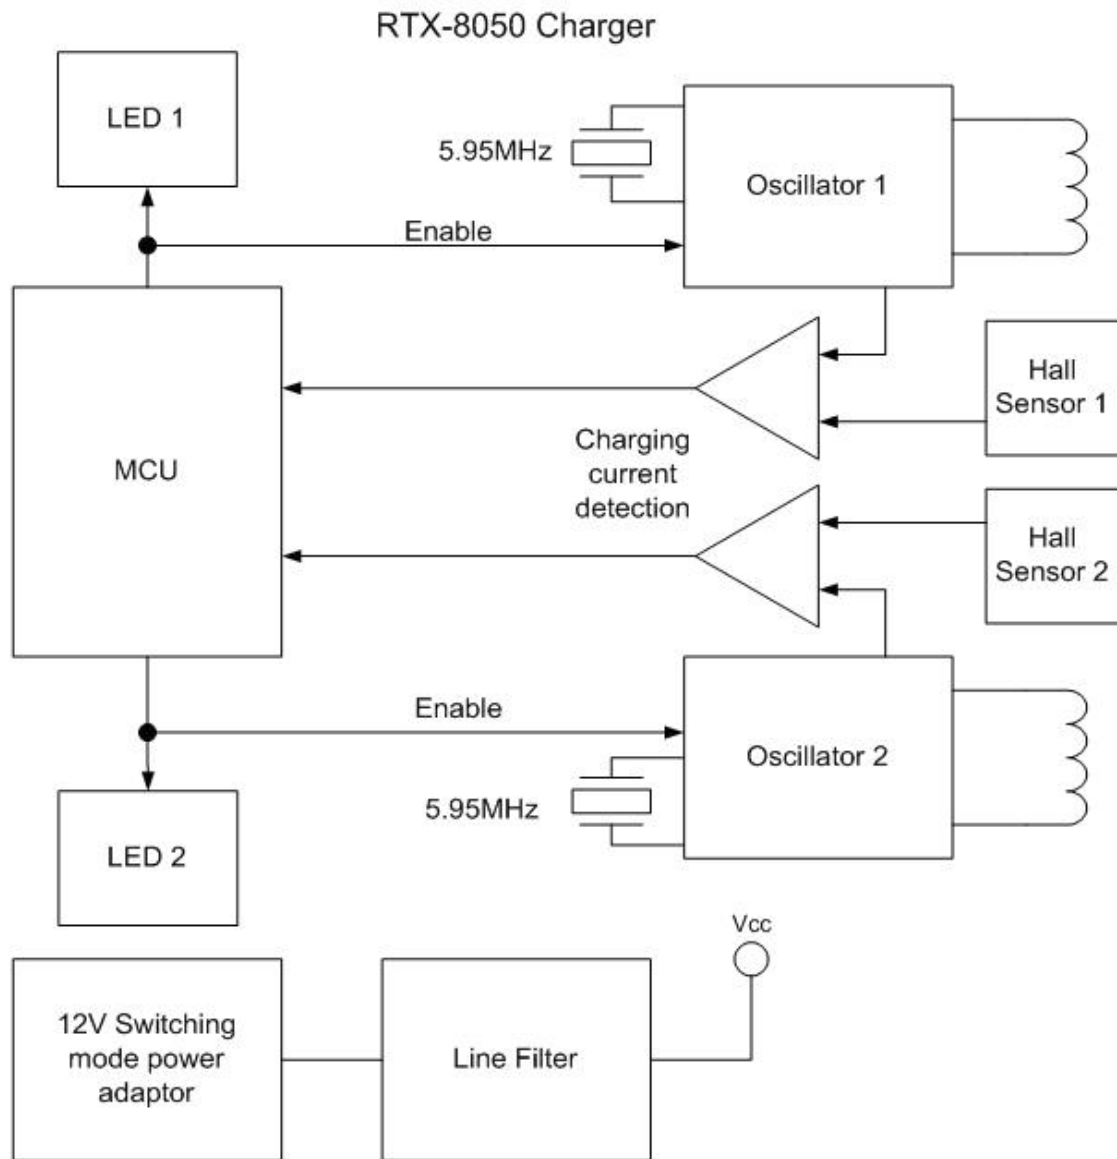 RTX-8050 Charger
LED 1
5.95MHz
Oscillator 1
Enable
Hall
Sensor 1
MCU
Charging
current
detection
Hall
Sensor 2
Enable
Oscillator 2
5.95MHz
LED 2
Vcc
12V Switching
mode power
adaptor
Line Filter